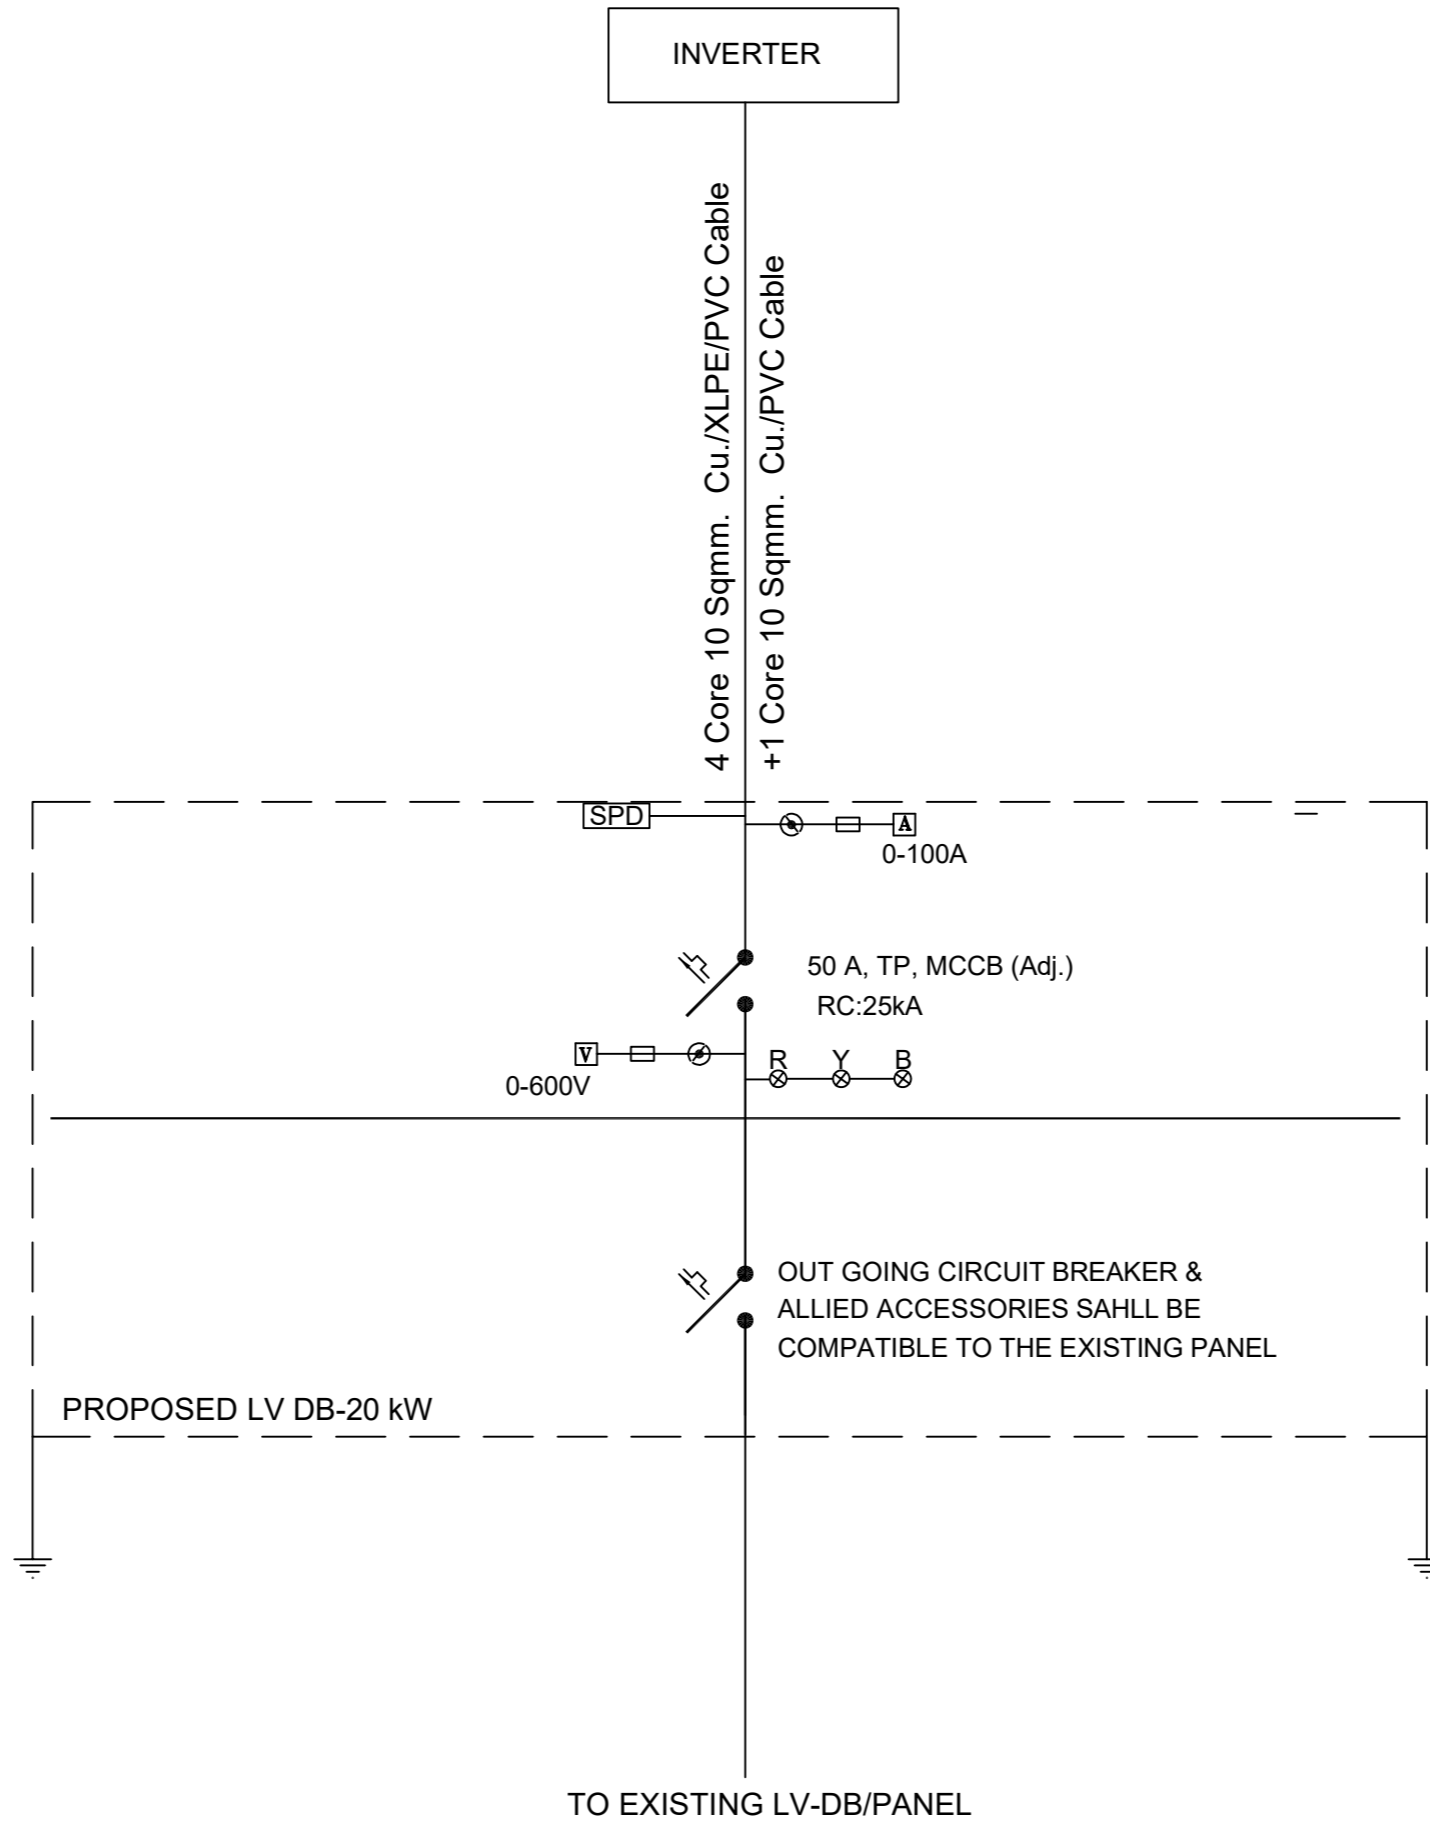 INVERTER
4 Core 10 Sqmm. Cu./XLPE/PVC Cable
+1 Core 10 Sqmm. Cu./PVC Cable
SPD
A
0-100A
50 A, TP, MCCB (Adj.)
RC:25kA
V
0-600V
R Y B
OUT GOING CIRCUIT BREAKER &
ALLIED ACCESSORIES SAHLL BE
COMPATIBLE TO THE EXISTING PANEL
PROPOSED LV DB-20 kW
TO EXISTING LV-DB/PANEL